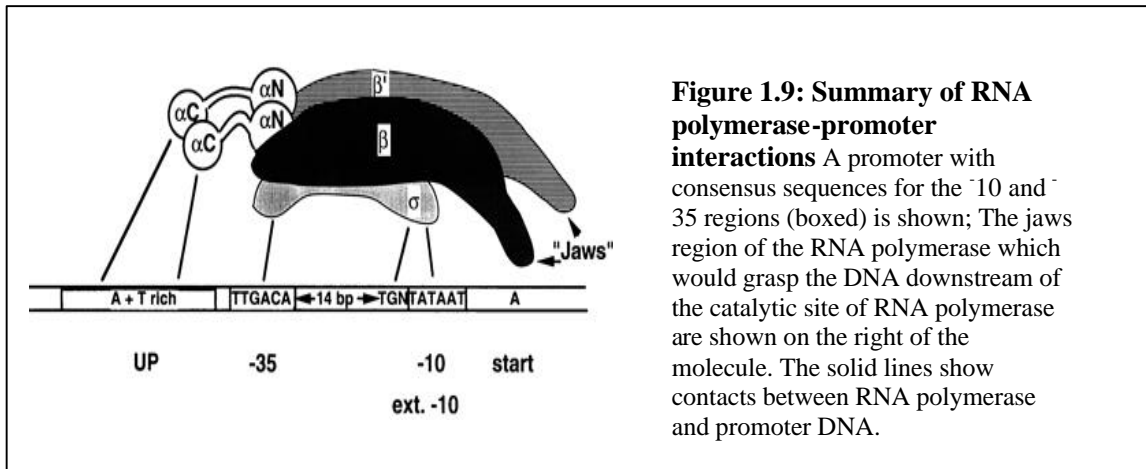 αN
β'
αC
αN
αC
β
σ
"Jaws"
A + T rich
TTGACA
14 bp
TGN
TATAAT
A
UP
-35
-10
start
ext. -10
Figure 1.9: Summary of RNA
polymerase-promoter
interactions A promoter with
consensus sequences for the -10 and -
35 regions (boxed) is shown; The jaws
region of the RNA polymerase which
would grasp the DNA downstream of
the catalytic site of RNA polymerase
are shown on the right of the
molecule. The solid lines show
contacts between RNA polymerase
and promoter DNA.